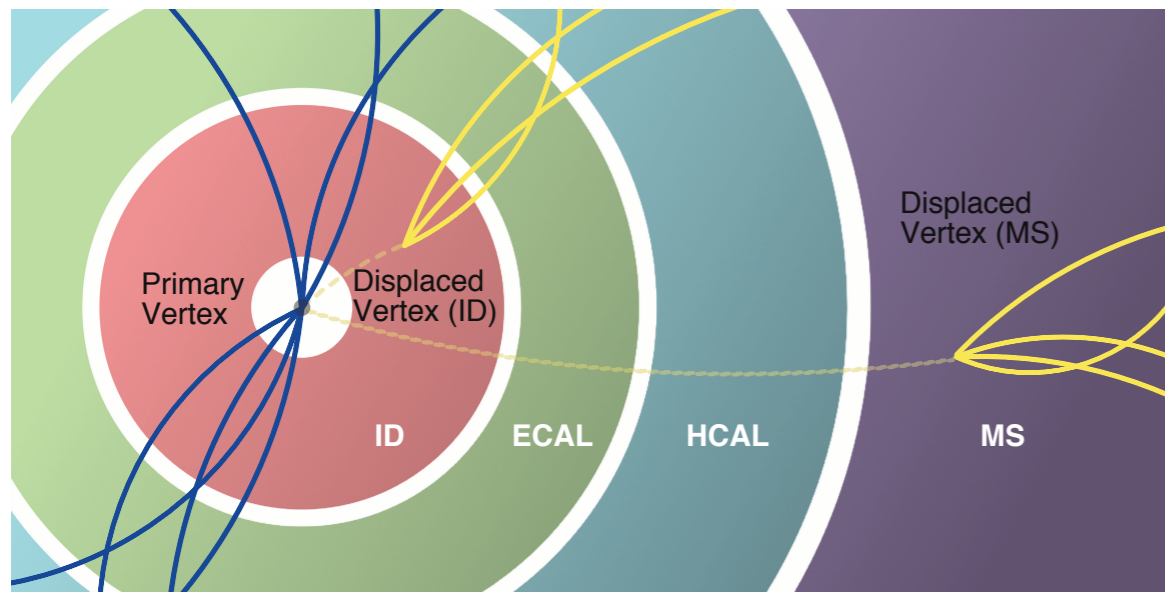 Displaced
Vertex (MS)
Primary
Vertex
Displaced
Vertex (ID)
ID
ECAL
HCAL
MS